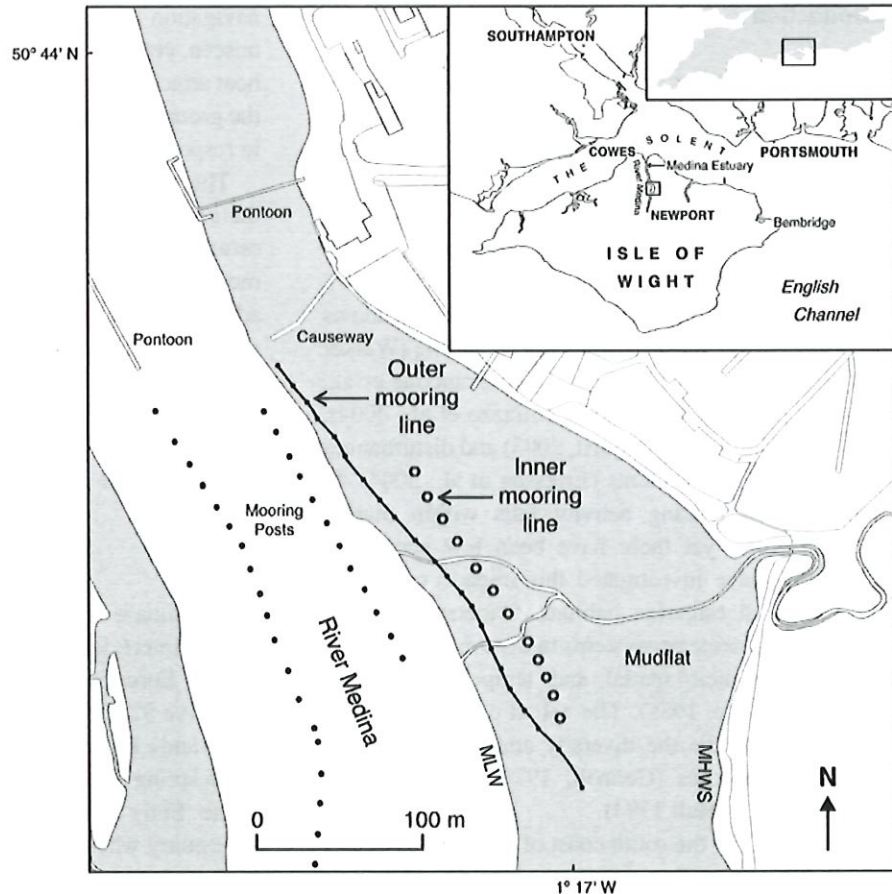 50° 44' N
SOUTHAMPTON
THE SOLENT
COWES
PORTSMOUTH
Medina Estuary
River Medina
NEWPORT
Bembridge
ISLE OF
WIGHT
English
Channel
Pontoon
Pontoon
Causeway
Outer
mooring
line
Inner
mooring
line
Mooring
Posts
River Medina
Mudflat
MLW
MHWS
N
0 100 m
1° 17' W